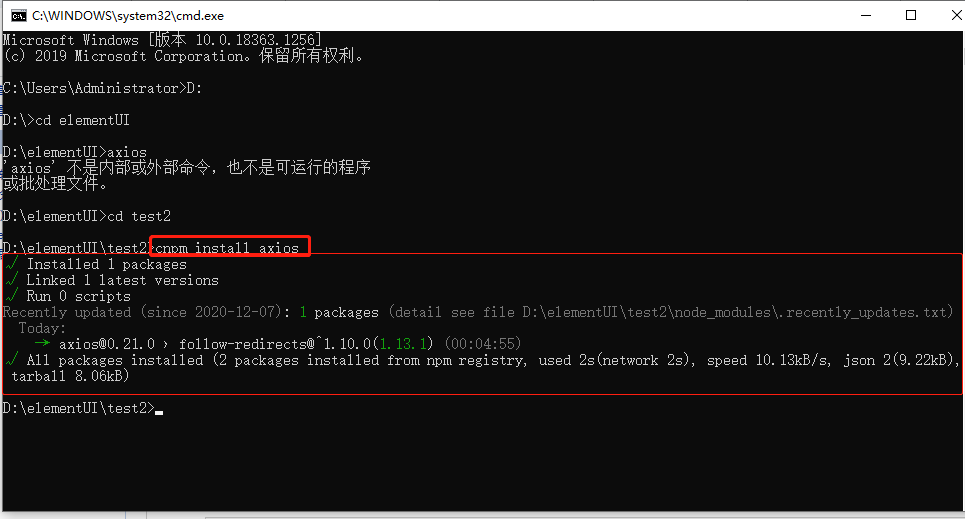 C:\WINDOWS\system32\cmd.exe
Microsoft Windows [版本 10.0.18363.1256]
(c) 2019 Microsoft Corporation。保留所有权利。
C:\Users\Administrator>D:
D:\>cd elementUI
D:\elementUI>axios
'axios' 不是内部或外部命令，也不是可运行的程序
或批处理文件。
D:\elementUI>cd test2
D:\elementUI\test2>cnpm install axios
√ Installed 1 packages
√ Linked 1 latest versions
√ Run 0 scripts
Recently updated (since 2020-12-07): 1 packages (detail see file D:\elementUI\test2\node_modules\.recently_updates.txt)
Today:
→ axios@0.21.0 › follow-redirects@^1.10.0(1.13.1) (00:04:55)
√ All packages installed (2 packages installed from npm registry, used 2s(network 2s), speed 10.13kB/s, json 2(9.22kB),
tarball 8.06kB)
D:\elementUI\test2>